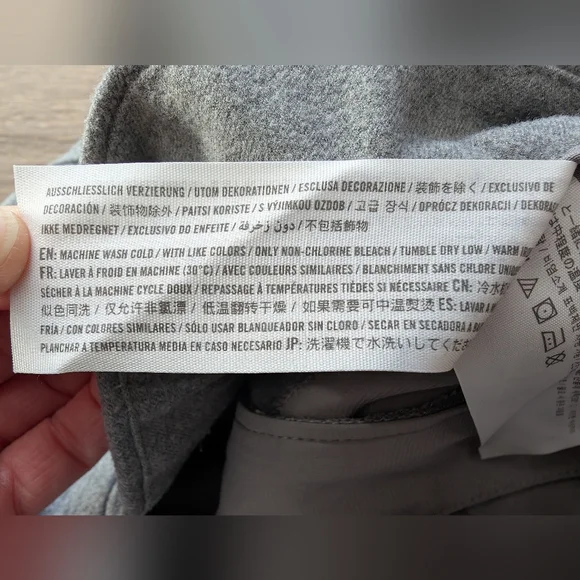 AUSSCHLIESSLICH VERZIERUNG / UTOM DEKORATIONEN / ESCLUSA DECORAZIONE / 装飾を除く / EXCLUSIVO DE
DECORACIÓN / 装饰物除外 / PAITSI KORISTE / S VÝJIMKOU OZDOB / 고급 장식 / OPRÓCZ DEKORACJI / DEKORA
IKKE MEDREGNET / EXCLUSIVO DO ENFEITE / دون زخرفة / 不包括飾物
EN: MACHINE WASH COLD / WITH LIKE COLORS / ONLY NON-CHLORINE BLEACH / TUMBLE DRY LOW / WARM
FR: LAVER À FROID EN MACHINE (30°C) / AVEC COULEURS SIMILAIRES / BLANCHIMENT SANS CHLORE
SÉCHER À LA MACHINE CYCLE DOUX / REPASSAGE À TEMPÉRATURES TIÈDES SI NÉCESSAIRE CN: 冷水
似色同洗 / 仅允许非氯漂 / 低温翻转干燥 / 如果需要可中温熨烫 ES: LAVAR A
FRÍA / CON COLORES SIMILARES / SÓLO USAR BLANQUEADOR SIN CLORO / SECAR EN SECADORA A
PLANCHAR A TEMPERATURA MEDIA EN CASO NECESARIO JP: 洗濯機で水洗いしてくだ